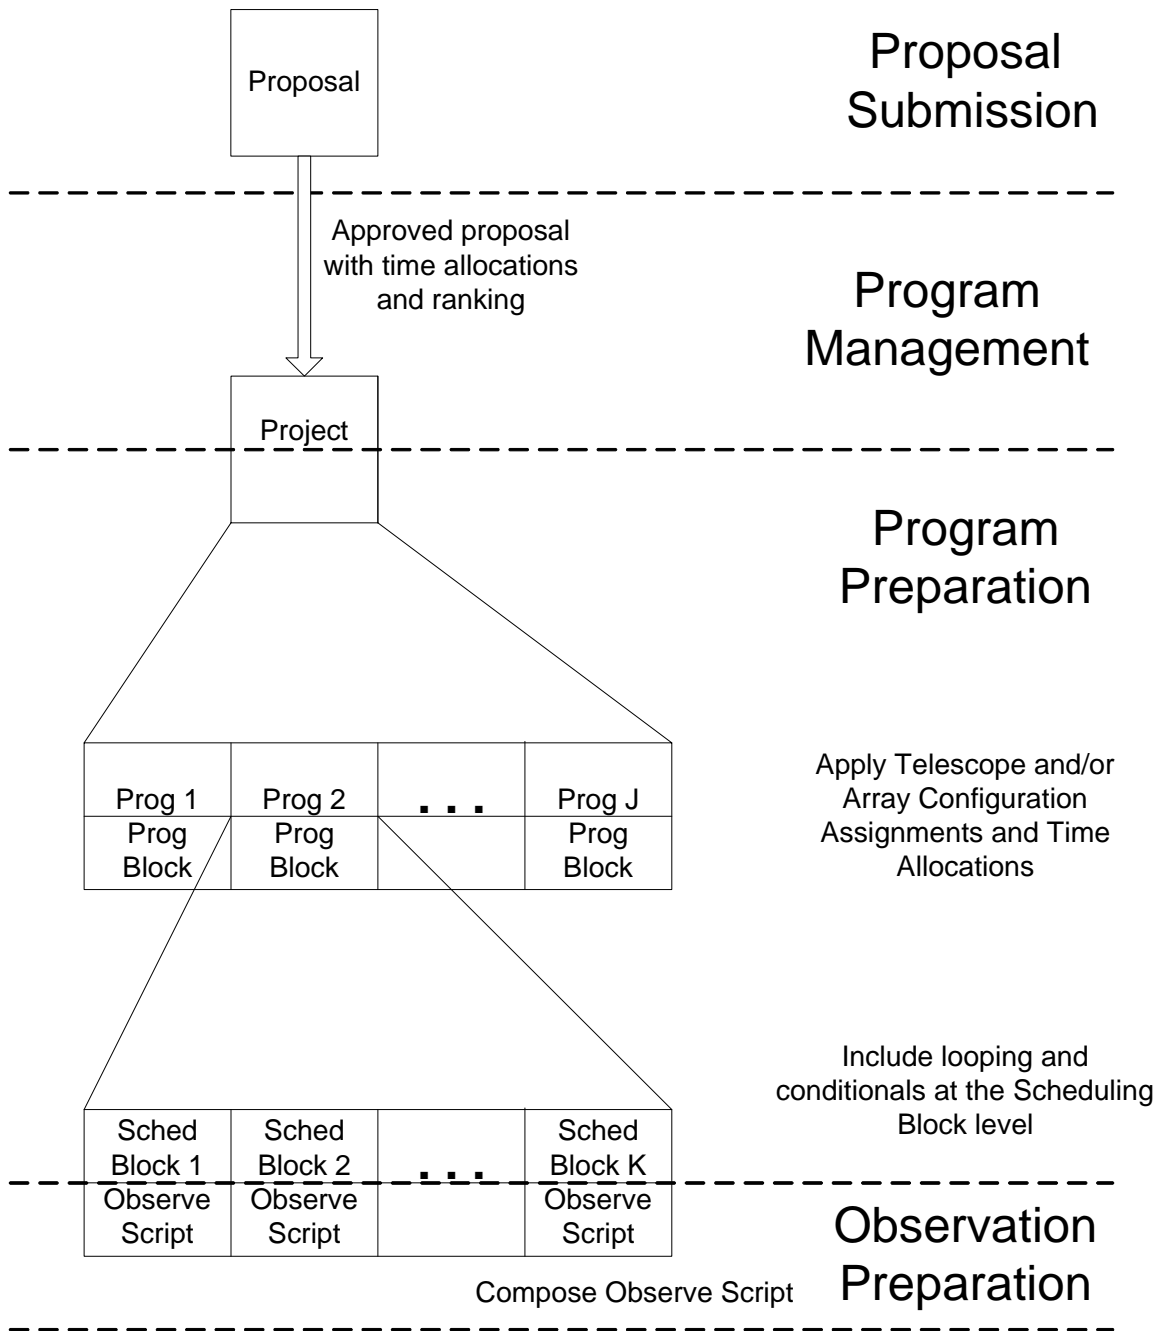 Proposal
Proposal
Submission
Approved proposal
with time allocations
and ranking
Program
Management
Project
Program
Preparation
Prog 1 Prog 2 . . . Prog J
Prog Prog Prog
Block Block Block
Apply Telescope and/or
Array Configuration
Assignments and Time
Allocations
Include looping and
conditionals at the Scheduling
Block level
Sched Sched Sched
Block 1 Block 2 . . . Block K
Observe Observe Observe
Script Script Script
Observation
Preparation
Compose Observe Script